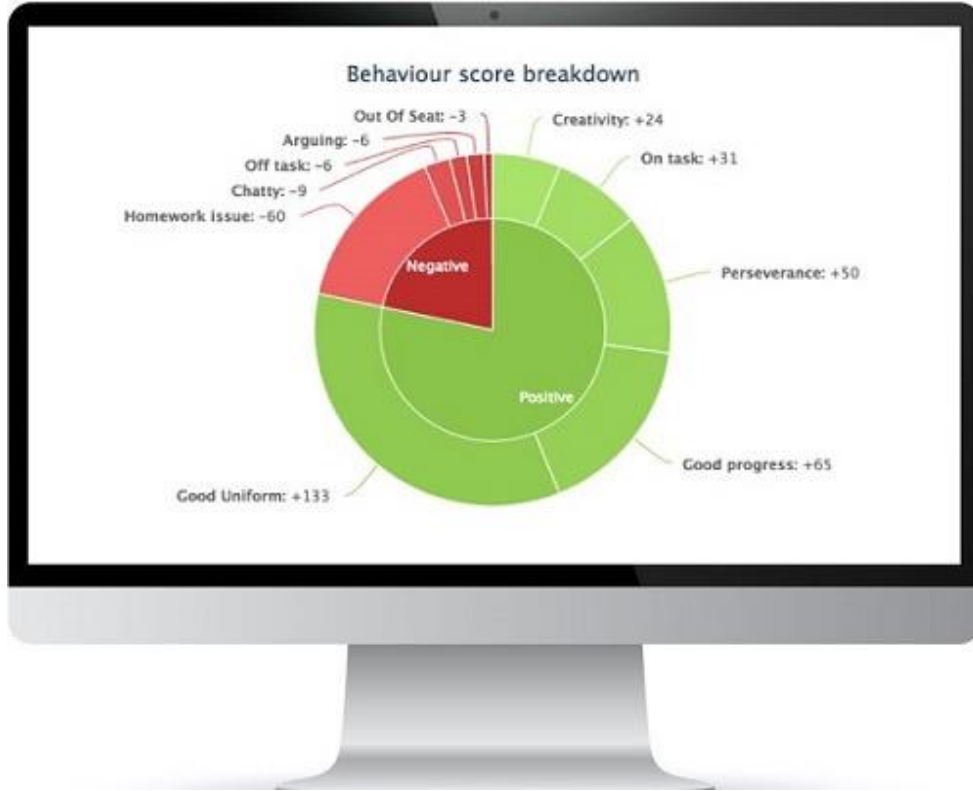 Behaviour score breakdown
Out Of Seat: -3
Creativity: +24
Arguing: -6
On task: +31
Off task: -6
Chatty: -9
Homework issue: -60
Negative
Perseverance: +50
Positive
Good progress: +65
Good Uniform: +133